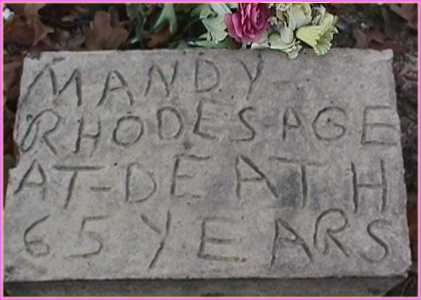 MANDY
RHODES-AGE
AT-DEATH
65 YEARS